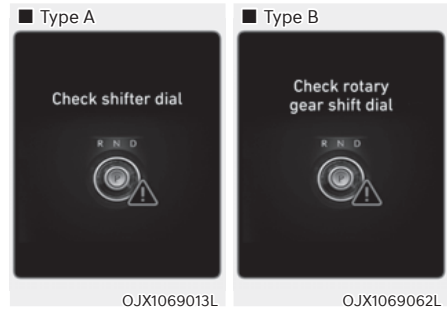 ■ Type A
Check shifter dial
R N D
P
OJX1069013L
■ Type B
Check rotary
gear shift dial
R N D
P
OJX1069062L